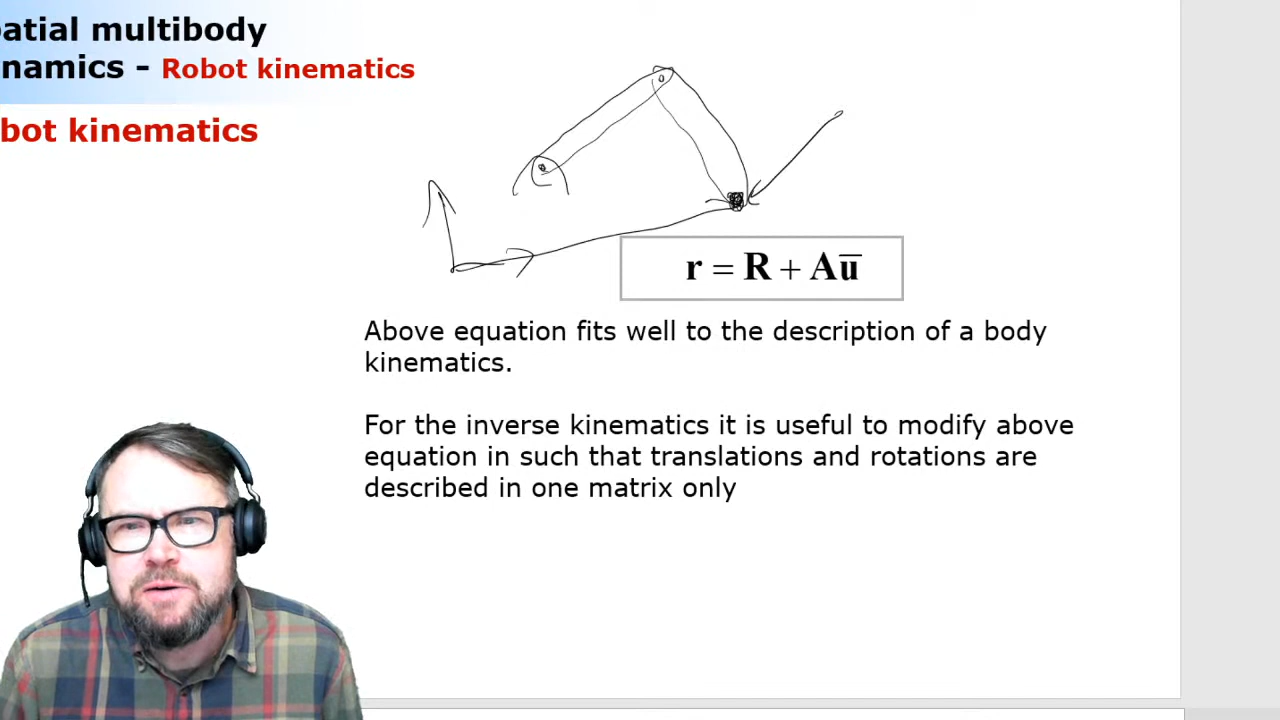 patial multibody
namics – Robot kinematics
bot kinematics
r = R + Aū
Above equation fits well to the description of a body
kinematics.
For the inverse kinematics it is useful to modify above
equation in such that translations and rotations are
described in one matrix only